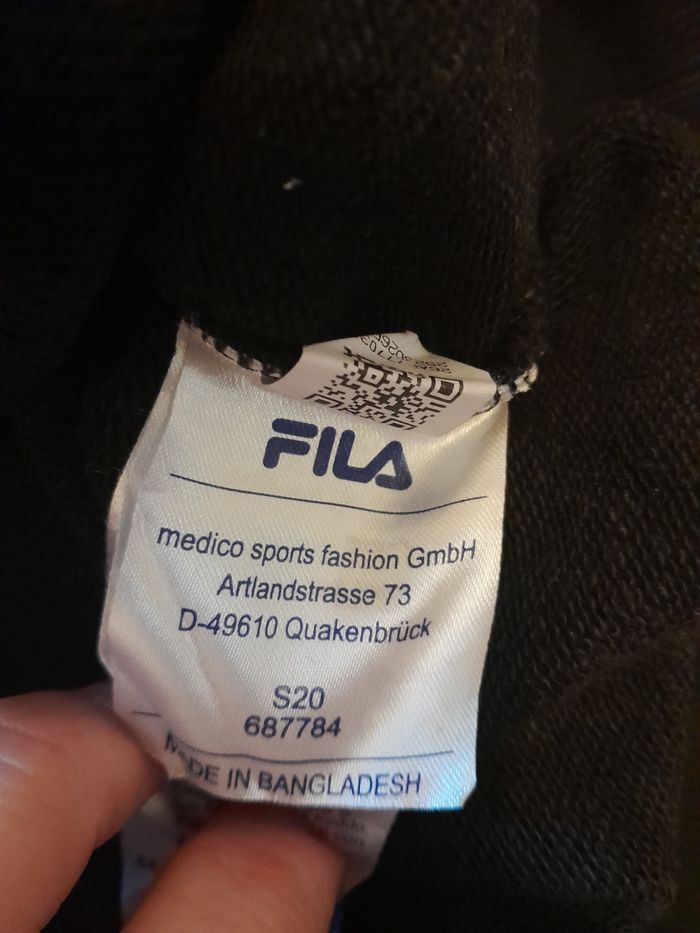 FILA
medico sports fashion GmbH
Artlandstrasse 73
D-49610 Quakenbrück
S20
687784
MADE IN BANGLADESH